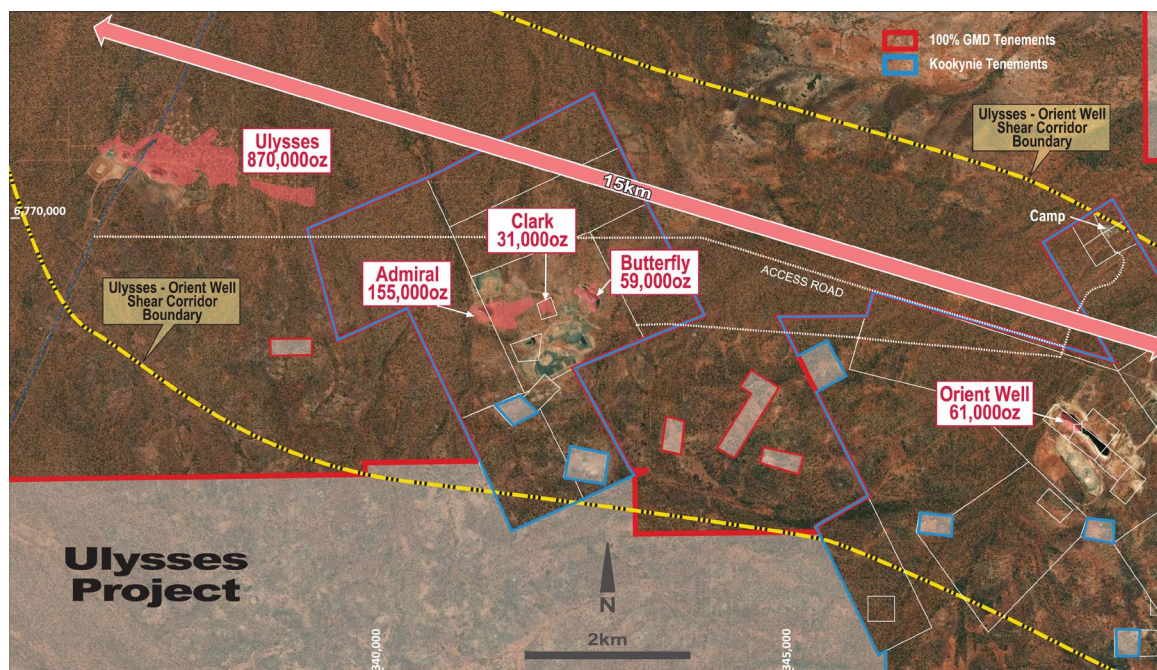 100% GMD Tenements
Kookynie Tenements
Ulysses - Orient Well
Shear Corridor
Boundary
Ulysses
870,000oz
15km
6,770,000
Camp
Clark
31,000oz
Admiral
155,000oz
Butterfly
59,000oz
ACCESS ROAD
Ulysses - Orient Well
Shear Corridor
Boundary
Orient Well
61,000oz
Ulysses
Project
N
2km
340,000
345,000